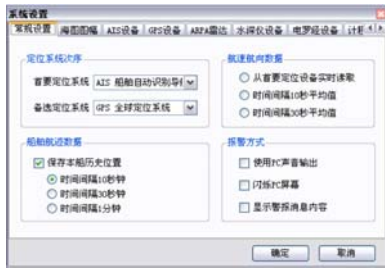 系统设置
常规设置 海图图幅 AIS设备 GPS设备 ARPA雷达 水深仪设备 电罗经设备 计
定位系统次序
首要定位系统 AIS 船舶自动识别导
备选定位系统 GPS 全球定位系统
船舶航迹数据
保存本船历史位置
时间间隔10秒钟
时间间隔30秒钟
时间间隔1分钟
航速航向数据
从首要定位设备实时读取
时间间隔10秒平均值
时间间隔30秒平均值
报警方式
使用PC声音输出
闪烁PC屏幕
显示警报消息内容
确定 取消